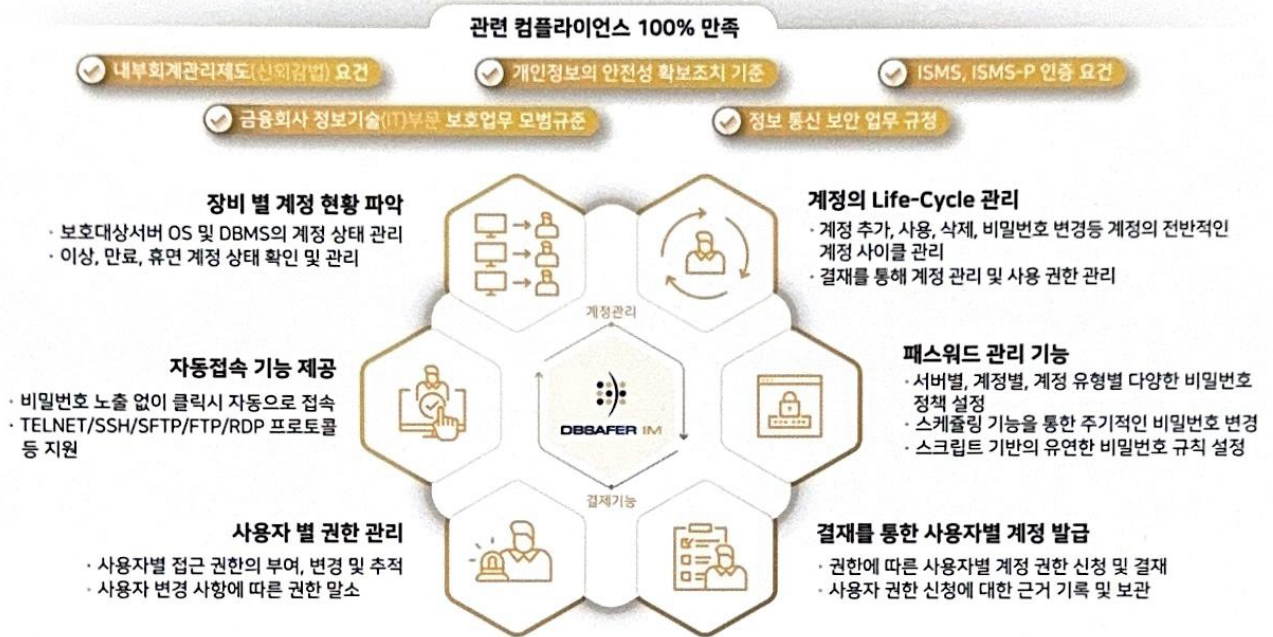 관련 컴플라이언스 100% 만족
내부회계관리제도(신외감법) 요건
개인정보의 안전성 확보조치 기준
ISMS, ISMS-P 인증 요건
금융회사 정보기술(IT)부문 보호업무 모범규준
정보 통신 보안 업무 규정
장비 별 계정 현황 파악
· 보호대상서버 OS 및 DBMS의 계정 상태 관리
· 이상, 만료, 휴면 계정 상태 확인 및 관리
계정의 Life-Cycle 관리
· 계정 추가, 사용, 삭제, 비밀번호 변경등 계정의 전반적인
계정 사이클 관리
· 결재를 통해 계정 관리 및 사용 권한 관리
계정관리
자동접속 기능 제공
· 비밀번호 노출 없이 클릭시 자동으로 접속
· TELNET/SSH/SFTP/FTP/RDP 프로토콜
등 지원
DBSAFER IM
패스워드 관리 기능
· 서버별, 계정별, 계정 유형별 다양한 비밀번호
정책 설정
· 스케쥴링 기능을 통한 주기적인 비밀번호 변경
· 스크립트 기반의 유연한 비밀번호 규칙 설정
결제기능
사용자 별 권한 관리
· 사용자별 접근 권한의 부여, 변경 및 추적
· 사용자 변경 사항에 따른 권한 말소
결재를 통한 사용자별 계정 발급
· 권한에 따른 사용자별 계정 권한 신청 및 결재
· 사용자 권한 신청에 대한 근거 기록 및 보관